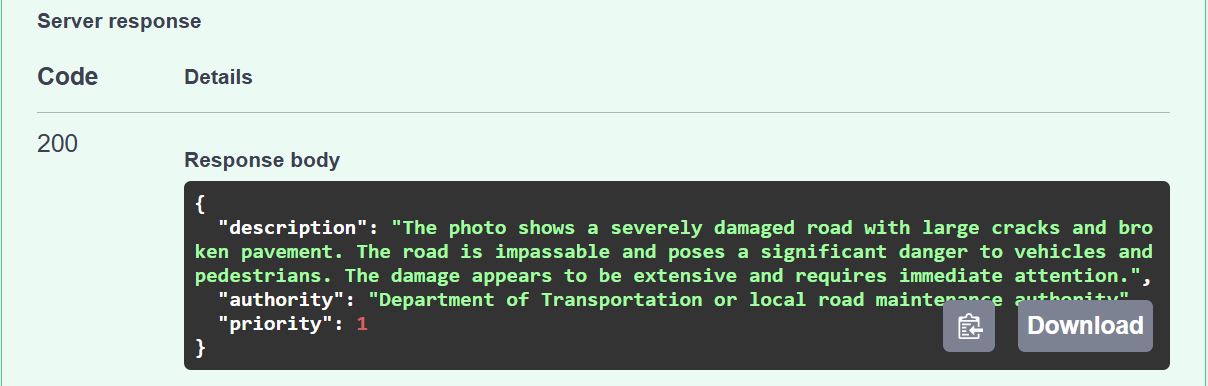 Server response
Code Details
200
Response body
{
"description": "The photo shows a severely damaged road with large cracks and bro
ken pavement. The road is impassable and poses a significant danger to vehicles and
pedestrians. The damage appears to be extensive and requires immediate attention.",
"authority": "Department of Transportation or local road maintenance authority"
"priority": 1
Download
}